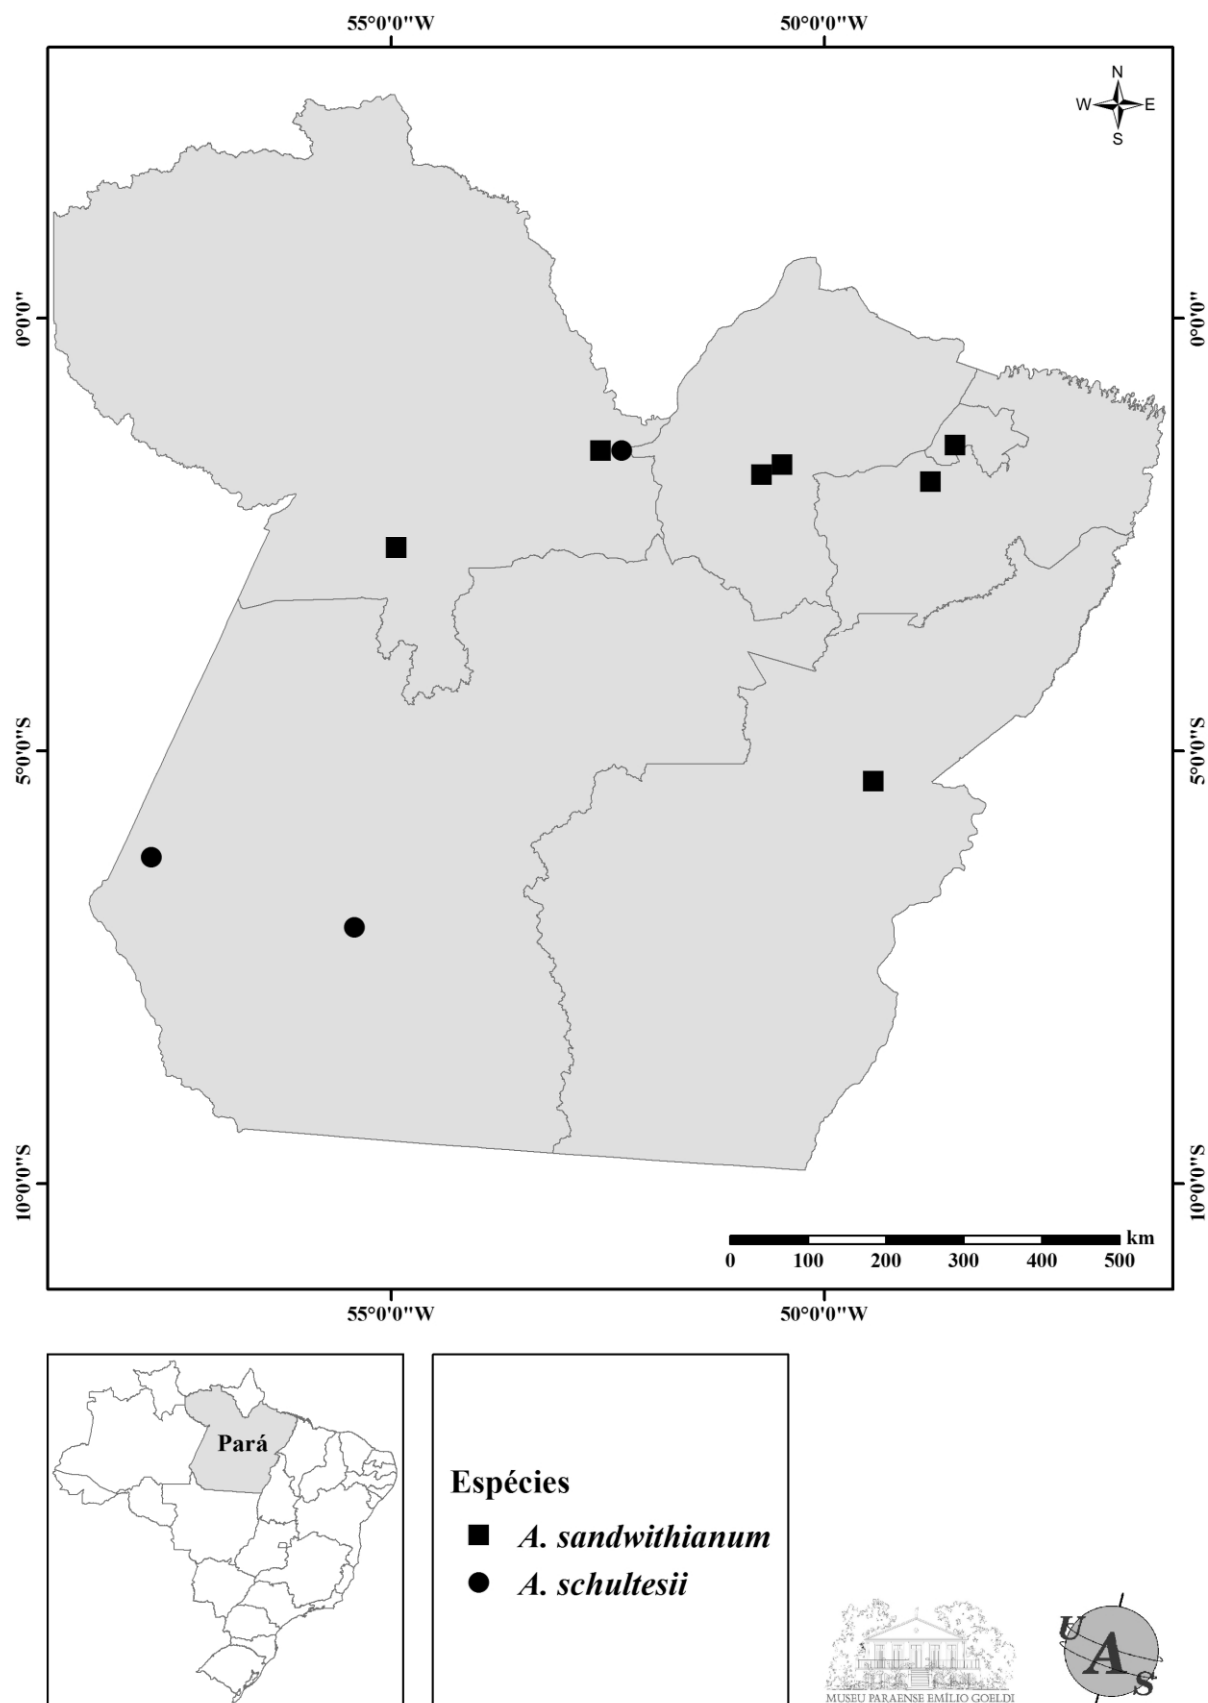 55°0'0"W 50°0'0"W
N
W E
S
0°0'0" 0°0'0"
5°0'0"S 5°0'0"S
10°0'0"S 10°0'0"S
km
0 100 200 300 400 500
55°0'0"W 50°0'0"W
Pará
Espécies
A. sandwithianum
A. schultesii
MUSEU PARAENSE EMÍLIO GOELDI
U A S